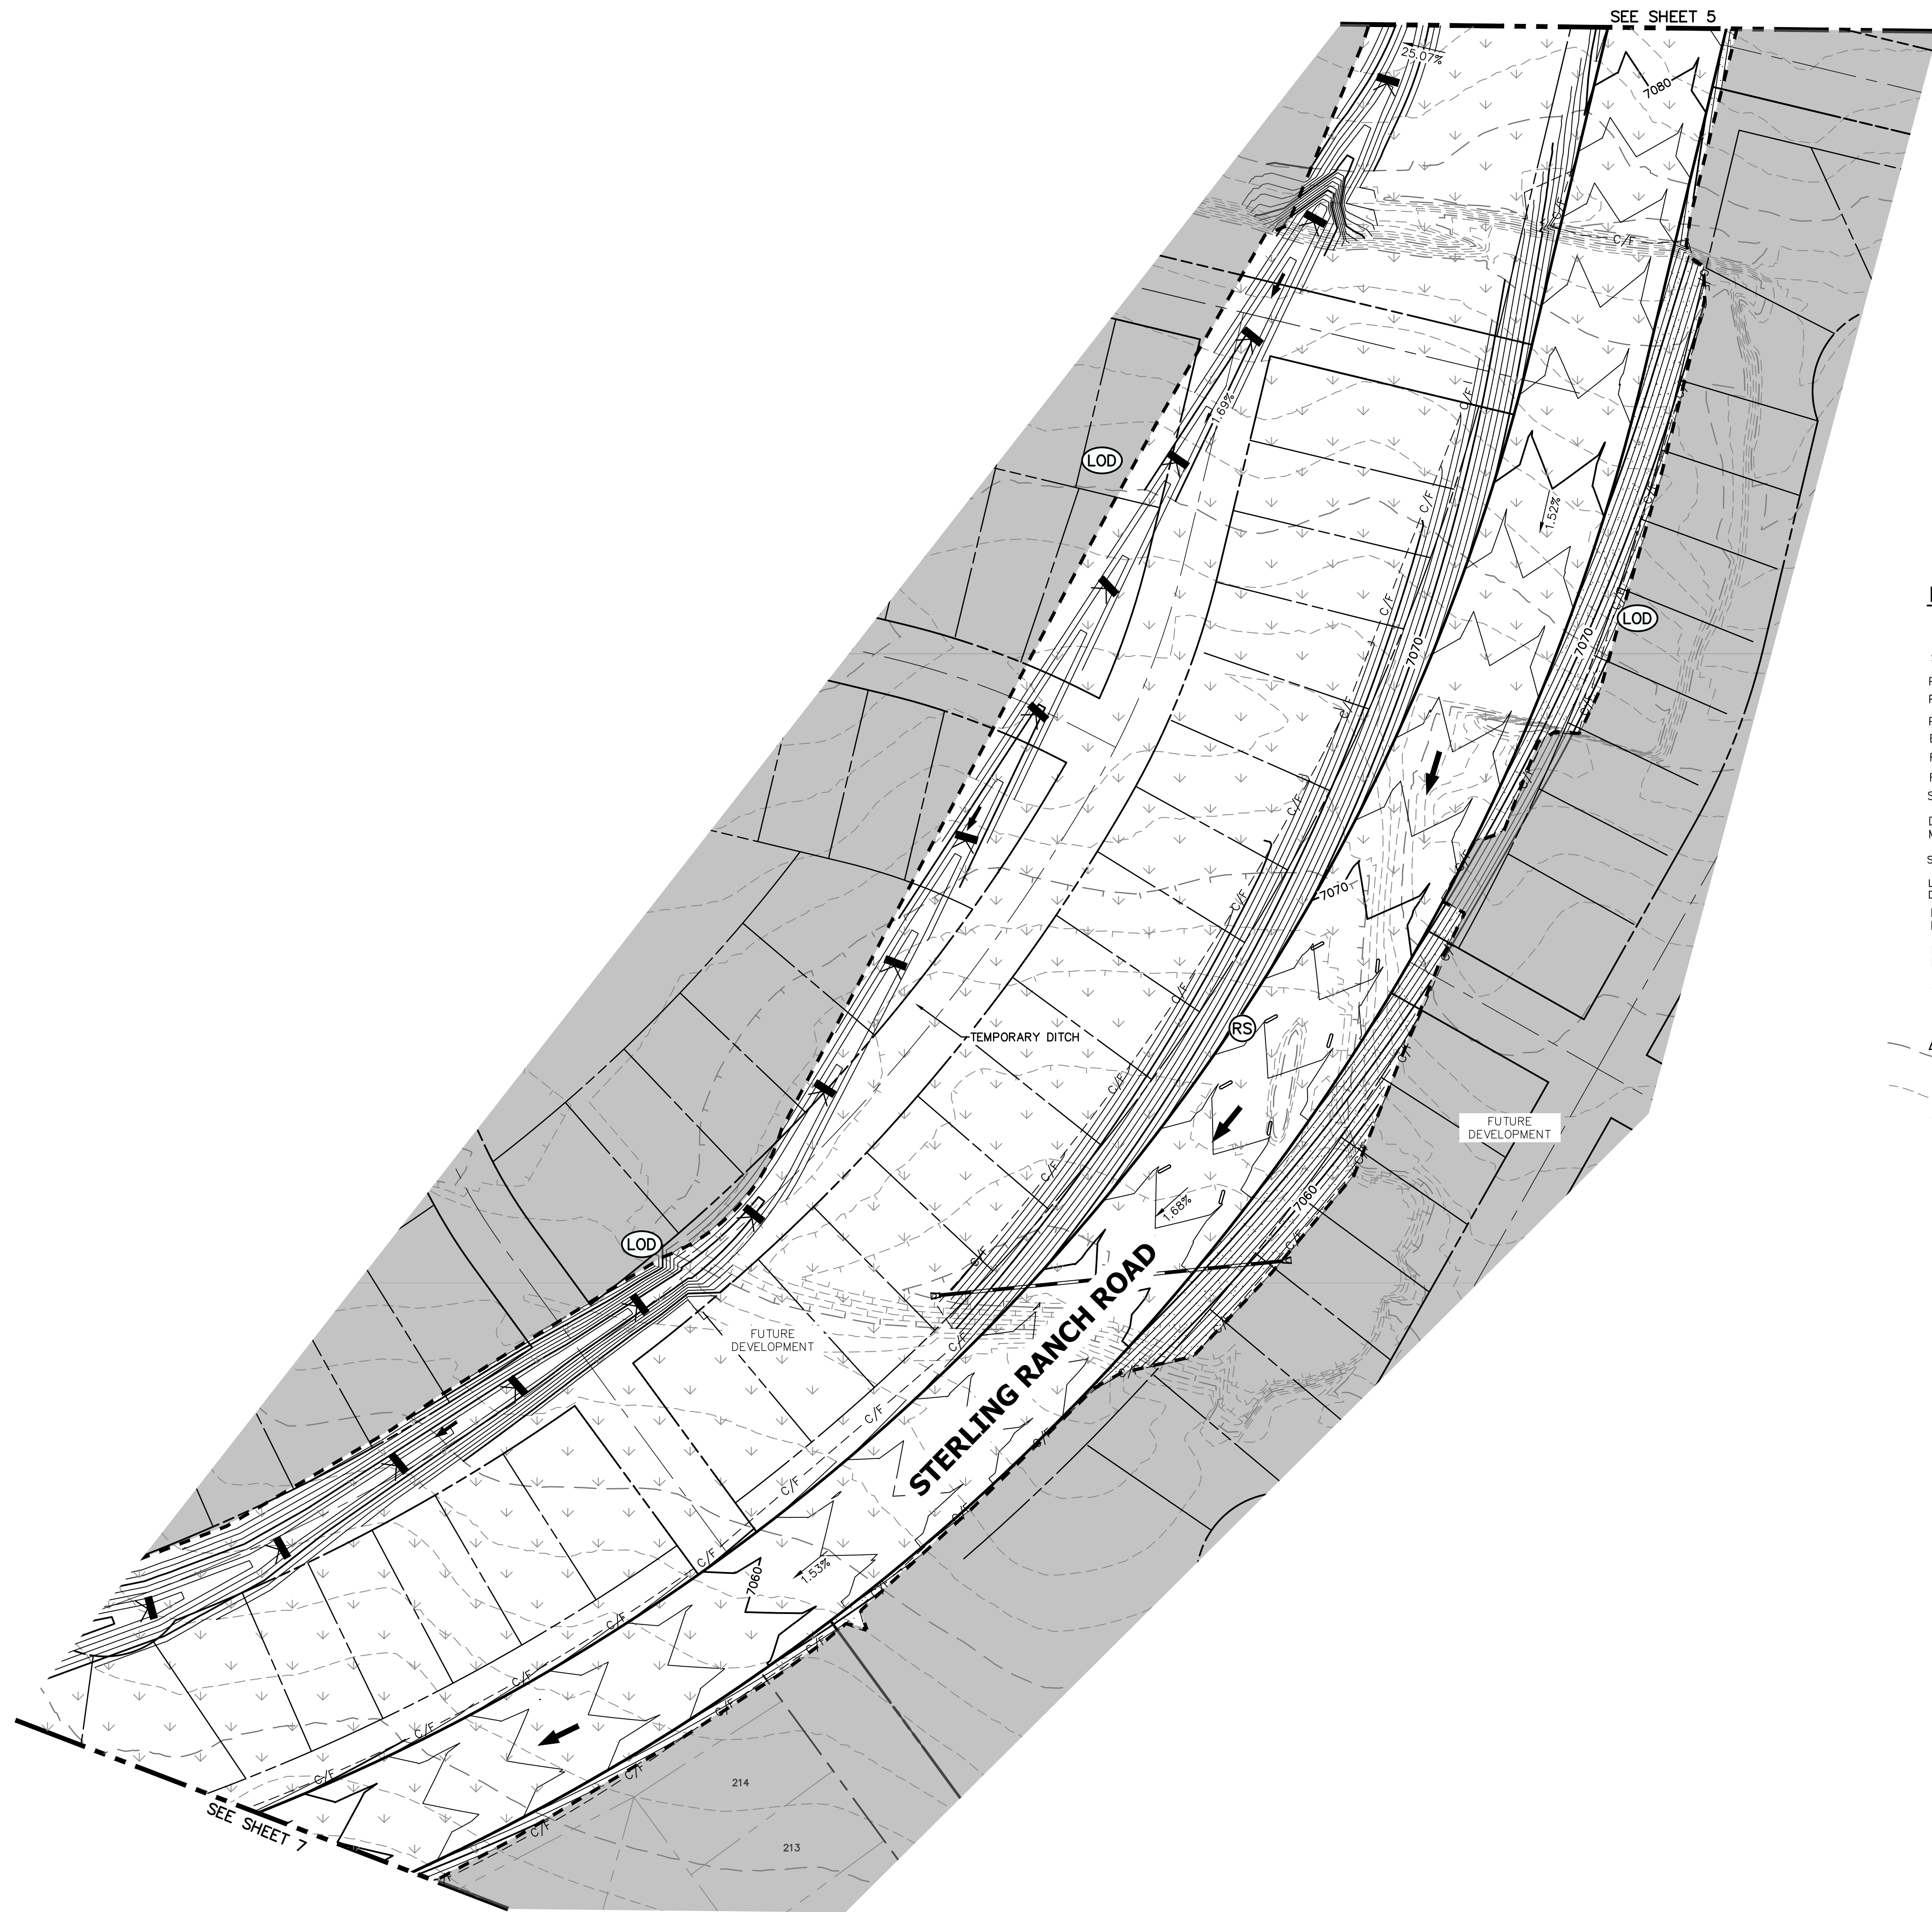 SEE SHEET 5
25.07%
7080
C/F
C/F
1.69%
C/F
LOD
C/F
C/F
1.52%
C/F
C/F
LOD
7070
7070
C/F
C/F
C/F
C/F
C/F
7070
C/F
C/F
C/F
RS
TEMPORARY DITCH
C/F
C/F
FUTURE
DEVELOPMENT
C/F
C/F
7060
1.68%
C/F
LOD
C/F
STERLING RANCH ROAD
FUTURE
DEVELOPMENT
C/F
C/F
C/F
C/F
C/F
C/F
C/F
C/F
1.53%
7060
C/F
C/F
C/F
C/F
C/F
C/F
C/F
C/F
C/F
214
213
SEE SHEET 7